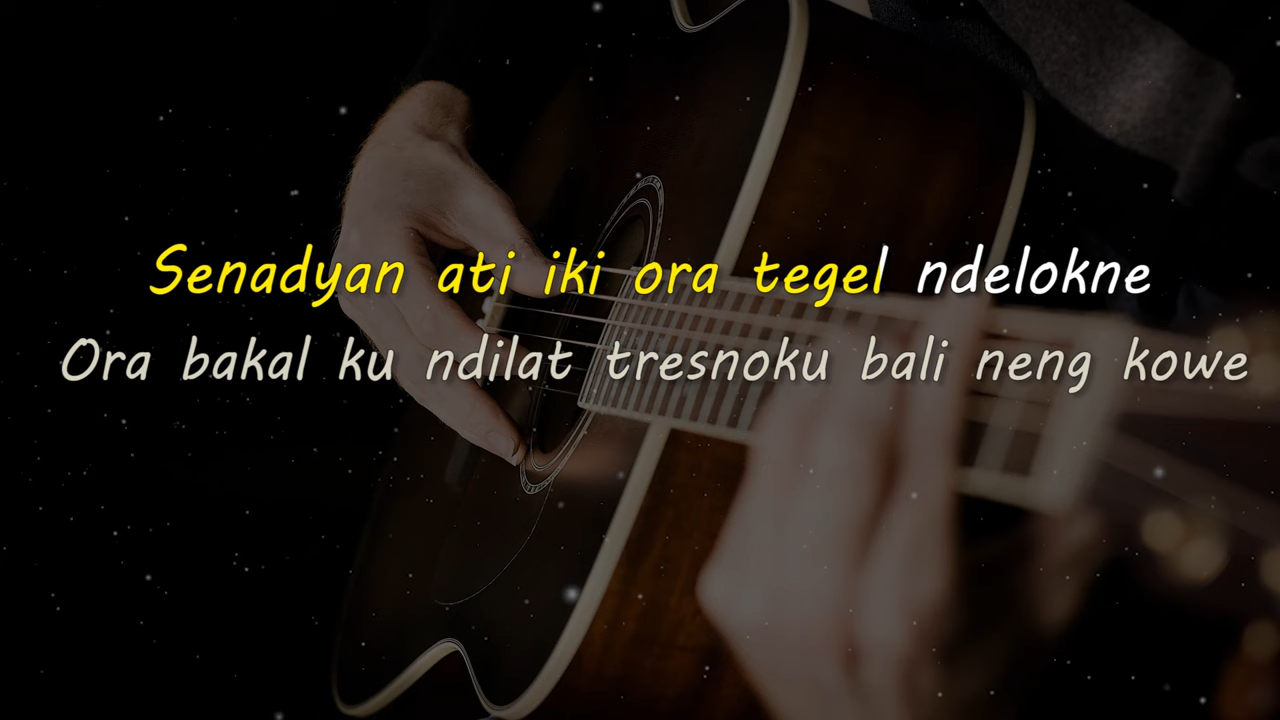 Senadyan ati iki ora tegel ndelokne
Ora bakal ku ndilat tresnoku bali neng kowe